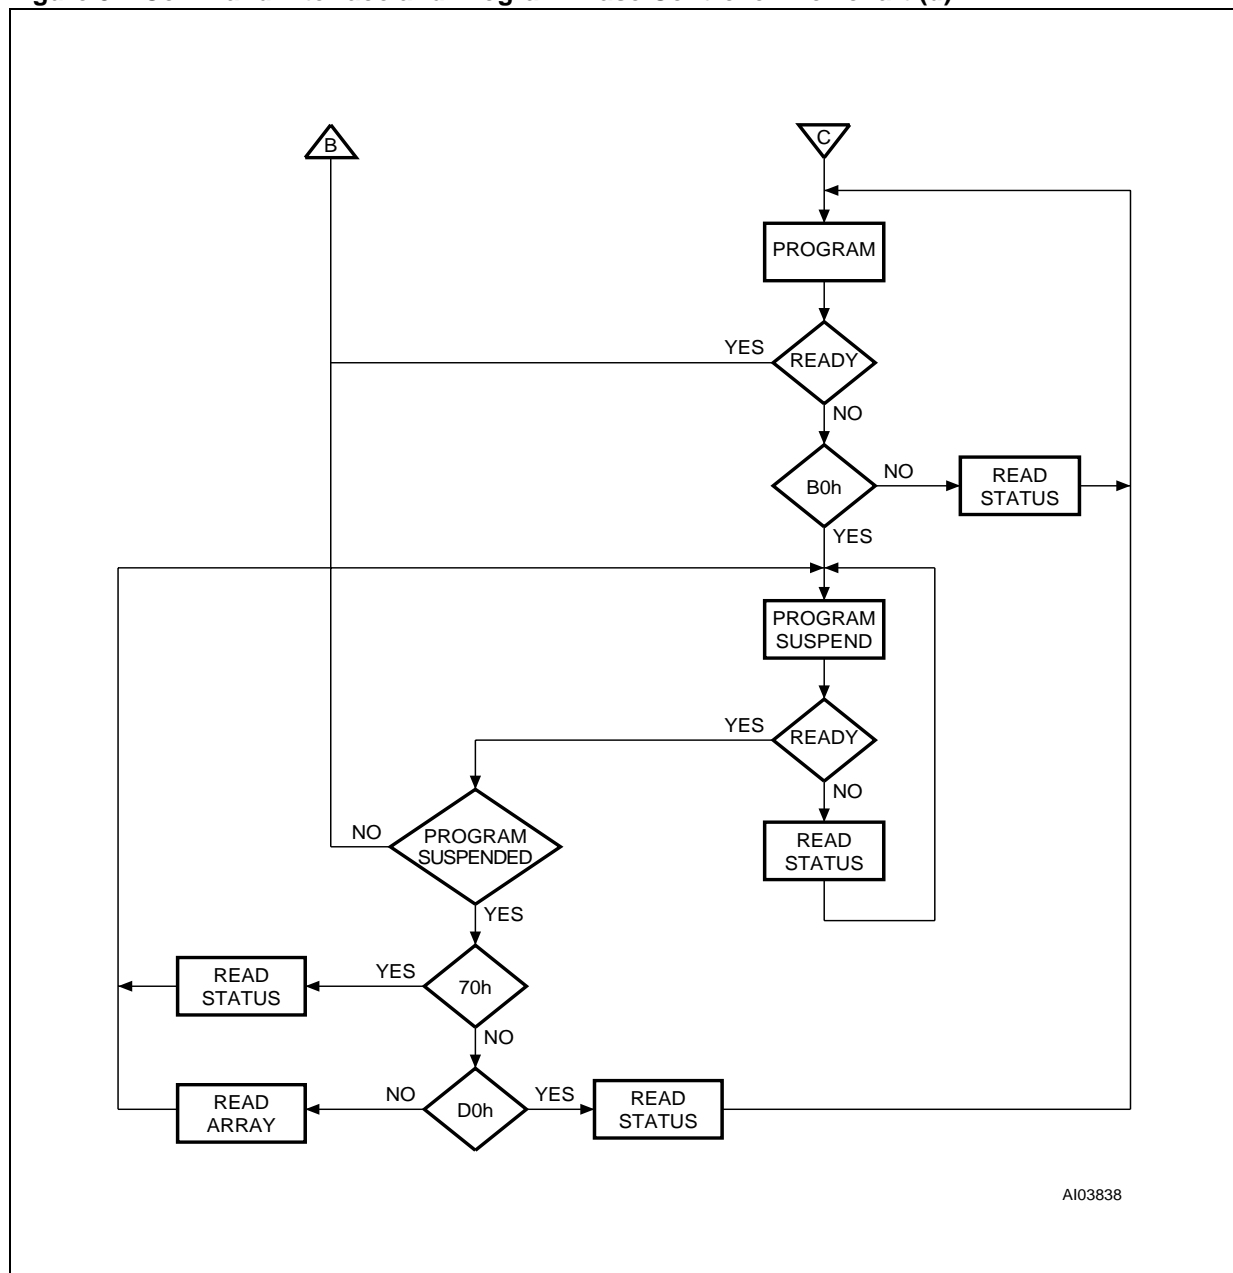 B
C
PROGRAM
YES
READY
NO
B0h
NO
READ
STATUS
YES
PROGRAM
SUSPEND
YES
READY
NO
NO
PROGRAM
SUSPENDED
READ
STATUS
YES
READ
STATUS
YES
70h
NO
READ
ARRAY
NO
D0h
YES
READ
STATUS
AI03838